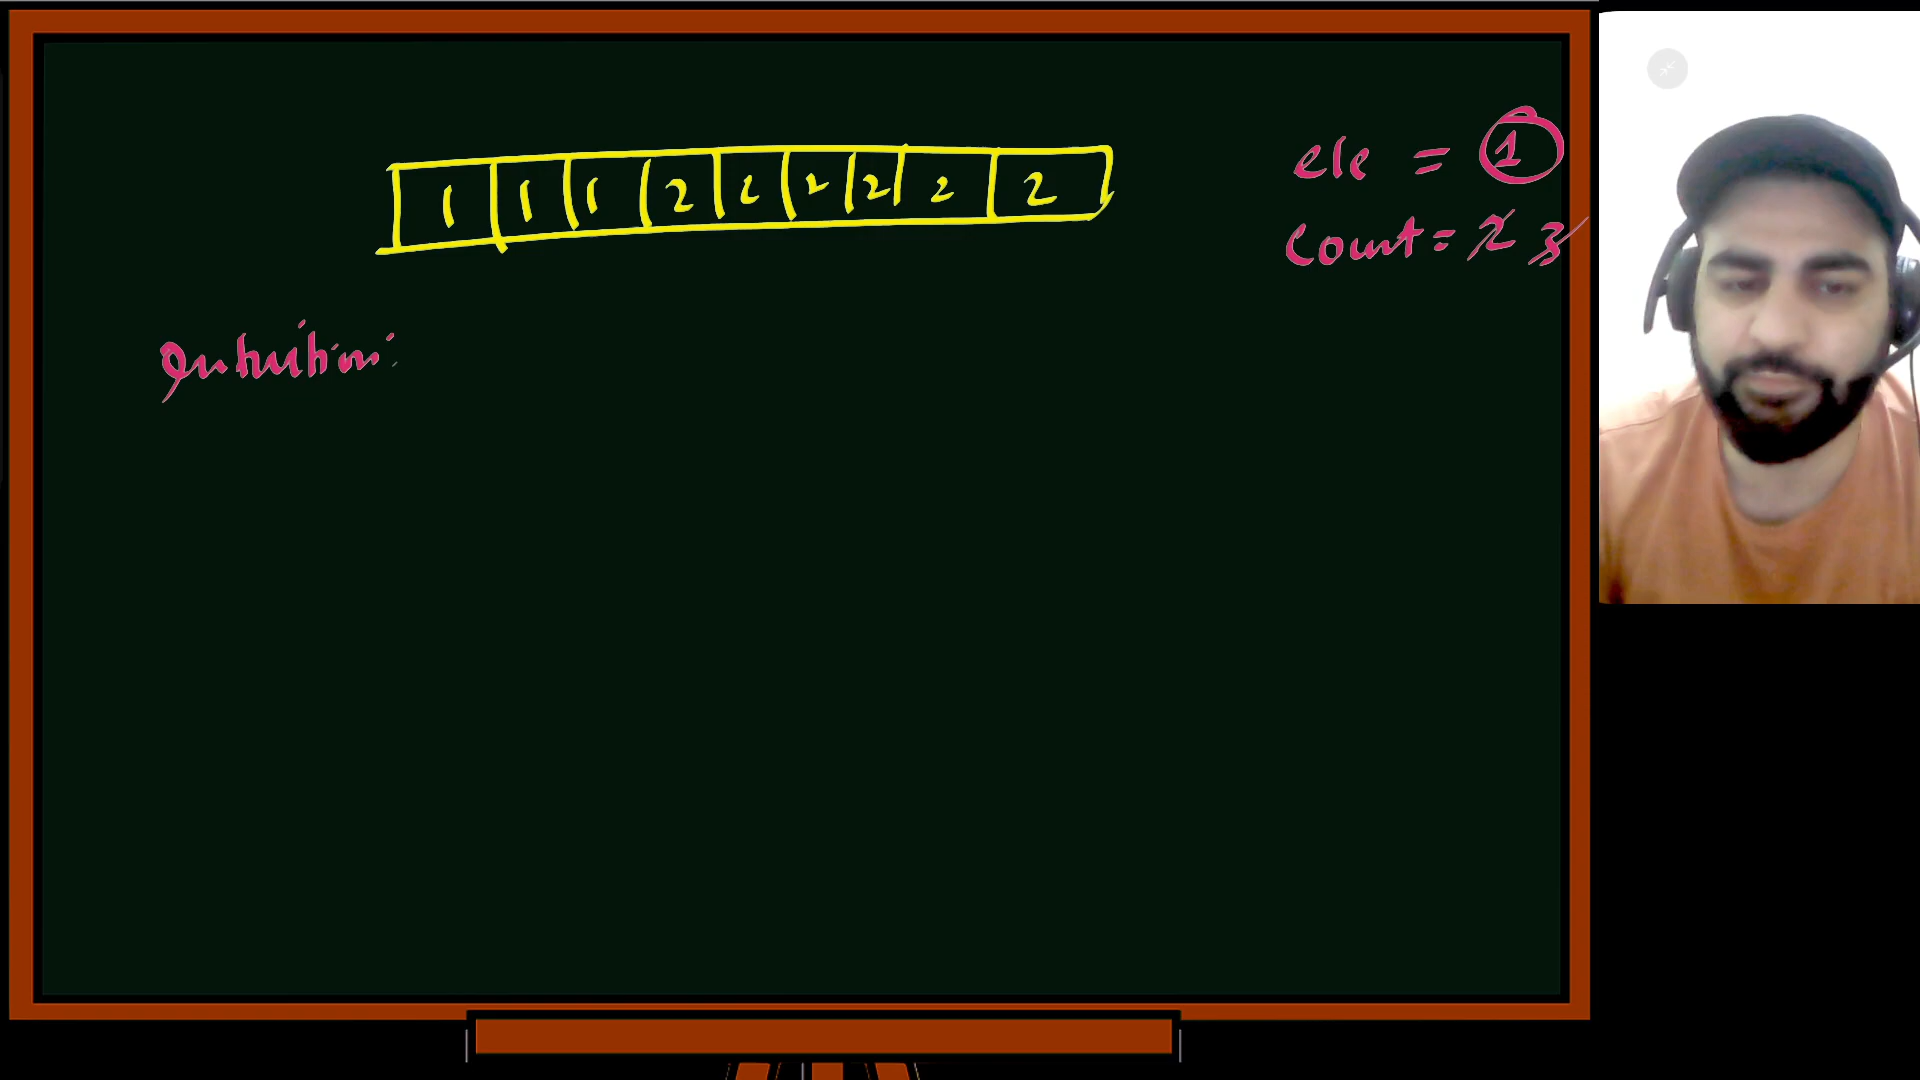 1 1 1 2 2 2 2 2 2
ele = 1
Count = 2 3
Intuition: